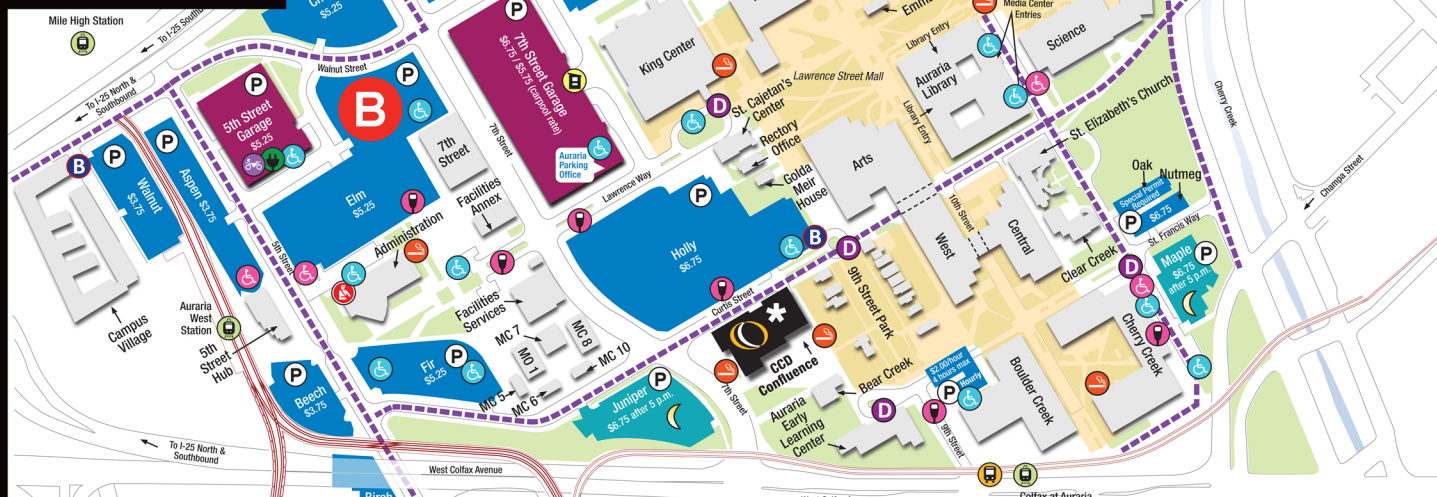 Mile High Station
To I-25 Southbound
$5.25
P
7th Street Garage
$6.75 / $5.75 (carpool rate)
P
King Center
Lawrence Street Mall
Library Entry
Media Center
Entries
Science
To I-25 North &
Southbound
Walnut Street
P
5th Street
Garage
$5.25
P
B
7th
Street
7th Street
Auraria
Parking
Office
D
St. Cajetan's
Center
Rectory
Office
Golda
Meir
House
Auraria
Library
Library Entry
St. Elizabeth's Church
Cherry Creek
Champa Street
B
P
Walnut
$3.75
P
Aspen $3.75
Elm
$5.25
Administration
Facilities
Annex
Lawrence Way
P
Holly
$6.75
B
D
Arts
10th Street
West
Central
Oak
Nutmeg
Special Permit
Required
$6.75
P
St. Francis Way
Clear Creek
D
Maple
$6.75
after 5 p.m.
P
Campus
Village
Auraria
West
Station
5th
Street
Hub
5th Street
Facilities
Services
MC 7
MC 8
MC 10
MO 1
MC 5
MC 6
Curtis Street
*
CCD
Confluence
9th Street Park
Bear Creek
Cherry Creek
P
Beech
$3.75
Fir
$5.25
P
Juniper
$6.75 after 5 p.m.
P
7th Street
Auraria
Early
Learning
Center
D
$2.00/hour
4 hours max
Hourly
P
9th Street
Boulder Creek
To I-25 North &
Southbound
West Colfax Avenue
Birch
Colfax at Auraria